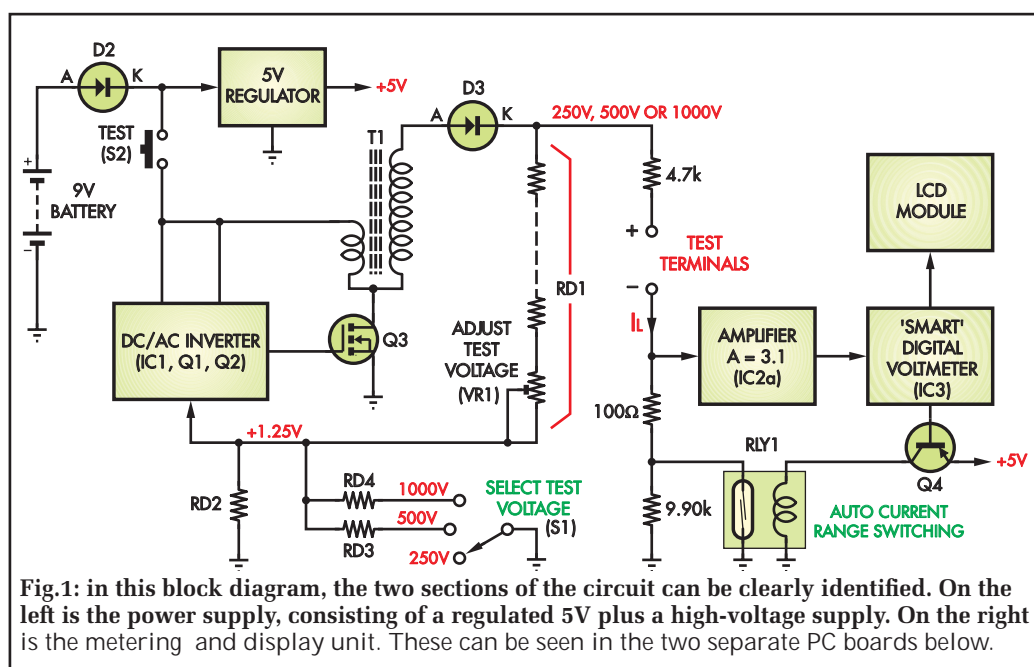 D2
A
K
5V
REGULATOR
+5V
TEST
(S2)
+
9V
BATTERY
−
T1
D3
A
K
250V, 500V OR 1000V
4.7k
+
TEST
TERMINALS
−
RD1
IL
LCD
MODULE
DC/AC INVERTER
(IC1, Q1, Q2)
Q3
ADJUST
TEST
VOLTAGE
(VR1)
AMPLIFIER
A = 3.1
(IC2a)
'SMART'
DIGITAL
VOLTMETER
(IC3)
100Ω
+1.25V
RLY1
+5V
Q4
RD2
RD4
1000V
RD3
500V
250V
SELECT TEST
VOLTAGE
(S1)
9.90k
AUTO CURRENT
RANGE SWITCHING
Fig.1: in this block diagram, the two sections of the circuit can be clearly identified. On the
left is the power supply, consisting of a regulated 5V plus a high-voltage supply. On the right
is the metering and display unit. These can be seen in the two separate PC boards below.